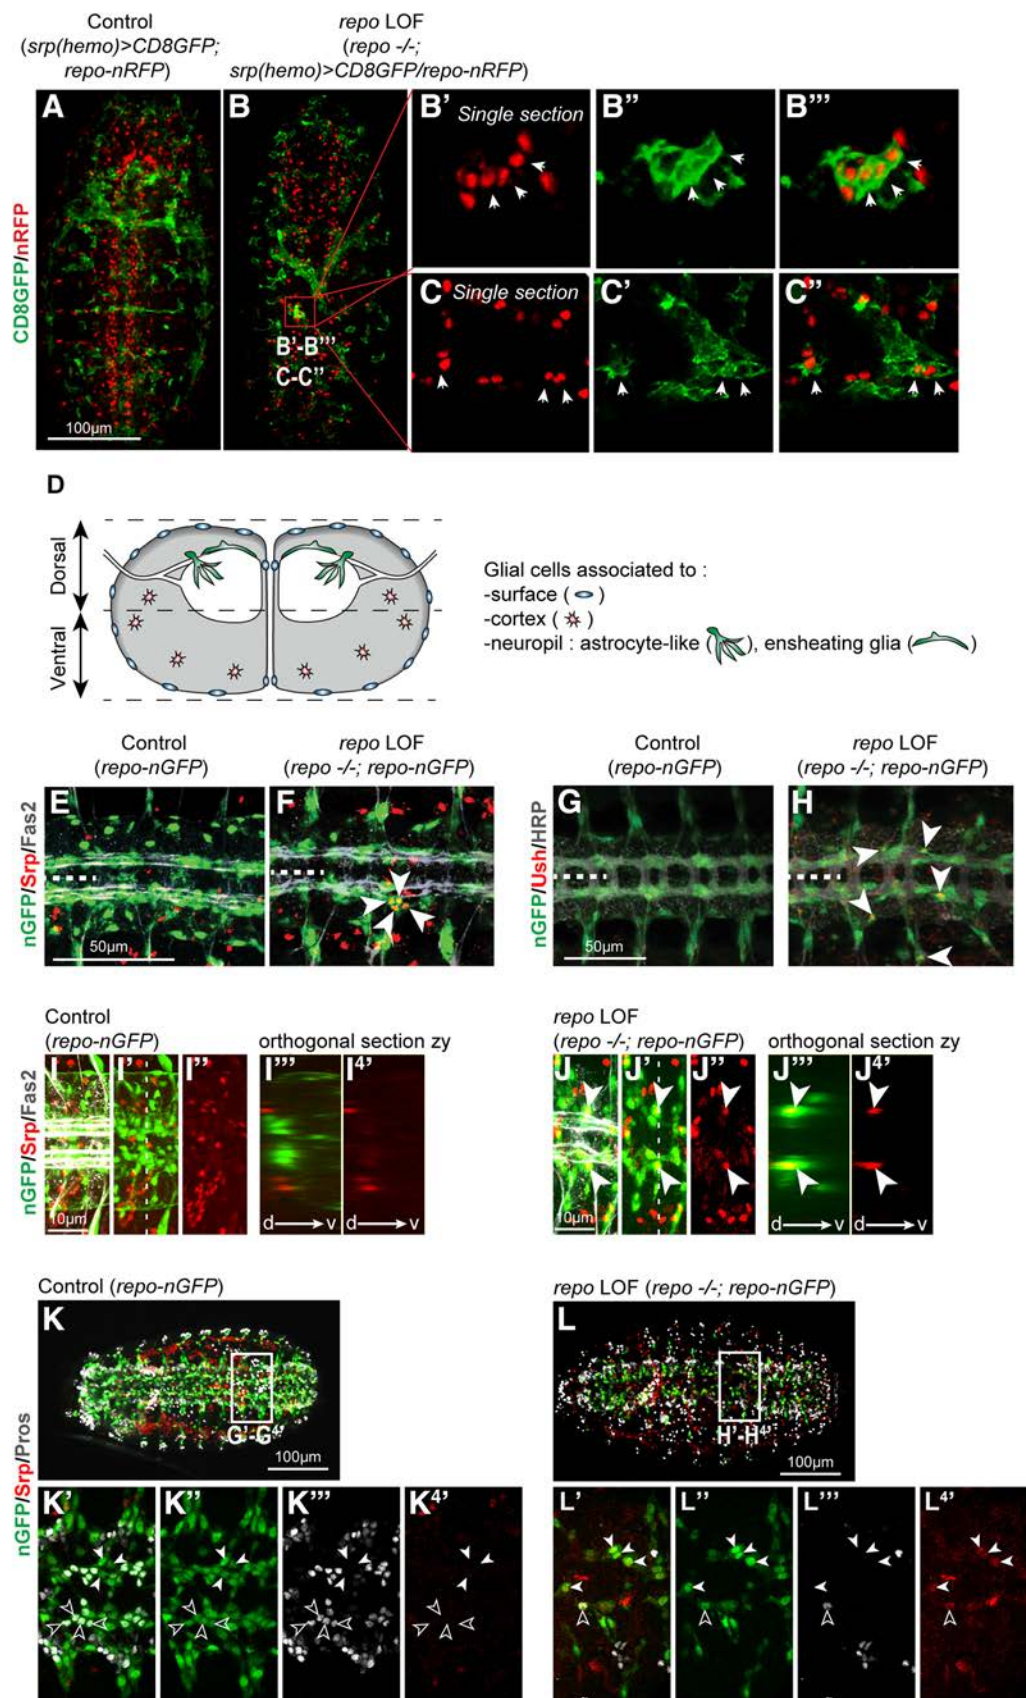 Control
(srp(hemo)>CD8GFP;
repo-nRFP)
repo LOF
(repo -/-;
srp(hemo)>CD8GFP/repo-nRFP)
CD8GFP/nRFP
A
100µm
B
B'-B'''
C-C''
B'
Single section
B''
B'''
C
Single section
C'
C''
D
Dorsal
Ventral
Glial cells associated to :
-surface ( )
-cortex ( )
-neuropil : astrocyte-like ( ), ensheating glia ( )
Control
(repo-nGFP)
repo LOF
(repo -/-; repo-nGFP)
Control
(repo-nGFP)
repo LOF
(repo -/-; repo-nGFP)
nGFP/Srp/Fas2
E
50µm
F
nGFP/Ush/HRP
G
50µm
H
Control
(repo-nGFP)
orthogonal section zy
repo LOF
(repo -/-; repo-nGFP)
orthogonal section zy
nGFP/Srp/Fas2
I
10µm
I'
I''
I'''
d v
I4'
d v
J
10µm
J'
J''
J'''
d v
J4'
d v
Control (repo-nGFP)
repo LOF (repo -/-; repo-nGFP)
nGFP/Srp/Pros
K
G'-G4'
100µm
L
H'-H4'
100µm
K'
K''
K'''
K4'
L'
L''
L'''
L4'